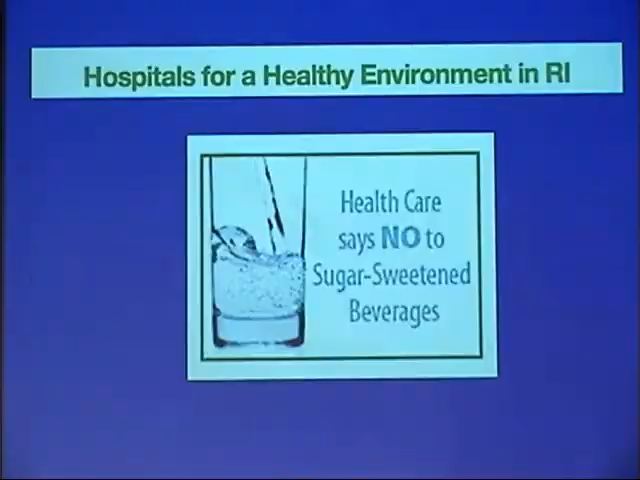 Hospitals for a Healthy Environment in RI
Health Care
says NO to
Sugar-Sweetened
Beverages